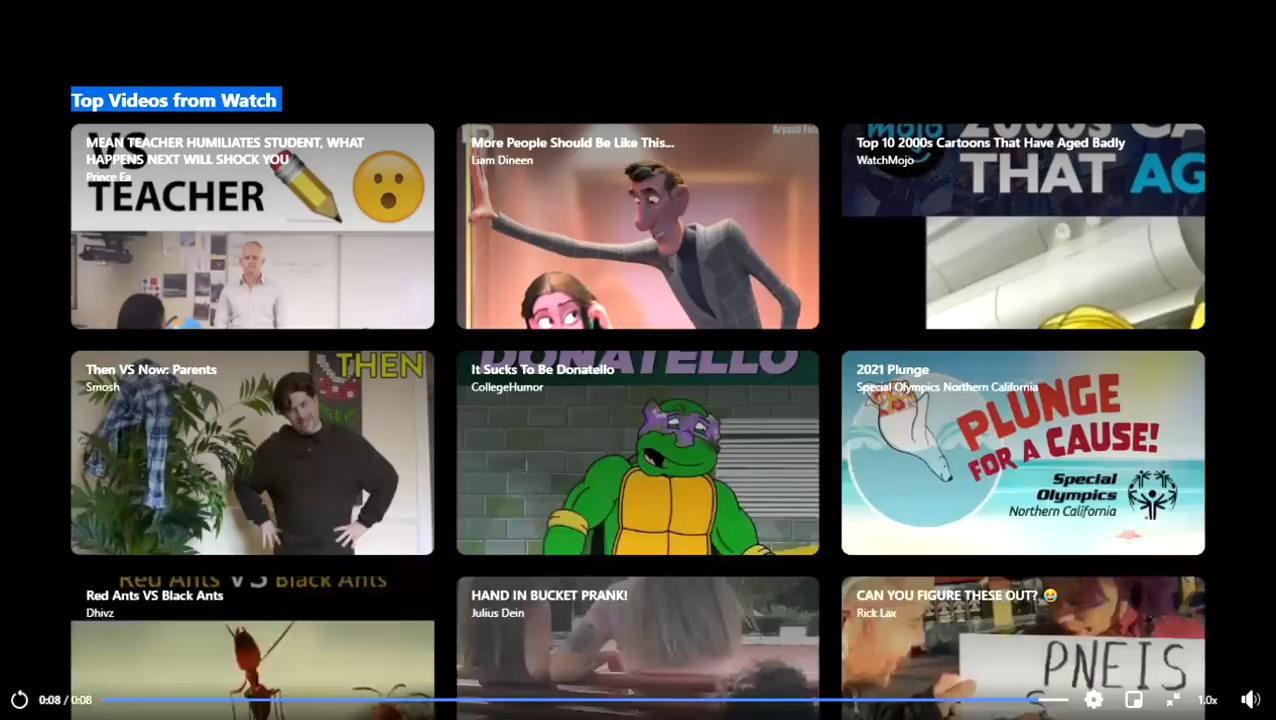 Top Videos from Watch
MEAN TEACHER HUMILIATES STUDENT, WHAT
HAPPENS NEXT WILL SHOCK YOU
Prince Ea
VS
TEACHER
More People Should Be Like This...
Liam Dineen
Top 10 2000s Cartoons That Have Aged Badly
WatchMojo
Mojo
2000s CA
THAT AG
Then VS Now: Parents
Smosh
THEN
It Sucks To Be Donatello
CollegeHumor
DONATELLO
2021 Plunge
Special Olympics Northern California
PLUNGE
FOR A CAUSE!
Special
Olympics
Northern California
Red Ants VS Black Ants
Red Ants VS Black Ants
Dhivz
HAND IN BUCKET PRANK!
Julius Dein
CAN YOU FIGURE THESE OUT? 😂
Rick Lax
PNEIS
0:08 / 0:08
1.0x